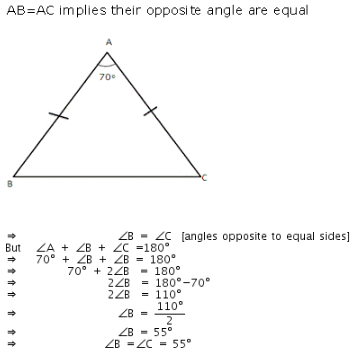 AB=AC implies their opposite angle are equal
A
70°
B
C
⇒ ∠B = ∠C [angles opposite to equal sides]
But ∠A + ∠B + ∠C =180°
⇒ 70° + ∠B + ∠B = 180°
⇒ 70° + 2∠B = 180°
⇒ 2∠B = 180°−70°
⇒ 2∠B = 110°
⇒ ∠B = 110°/2
⇒ ∠B = 55°
⇒ ∠B =∠C = 55°